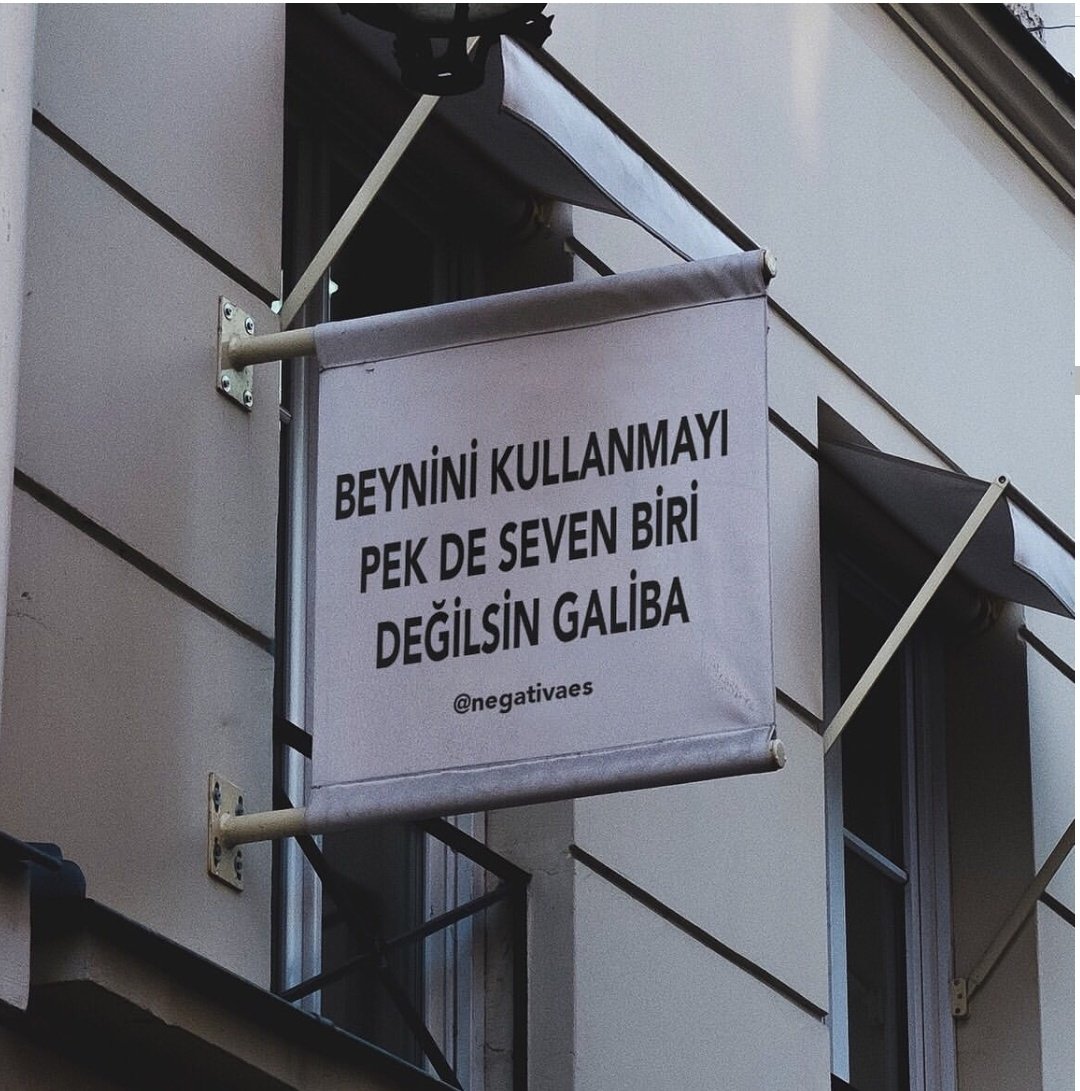 BEYNİNİ KULLANMAYI
PEK DE SEVEN BİRİ
DEĞİLSİN GALİBA
@negativaes